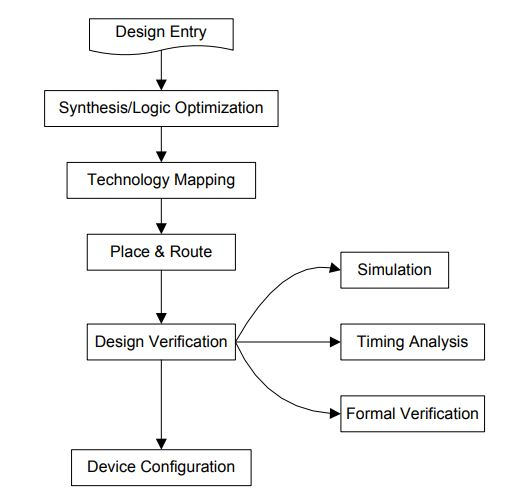 Design Entry
Synthesis/Logic Optimization
Technology Mapping
Place & Route
Simulation
Design Verification
Timing Analysis
Formal Verification
Device Configuration